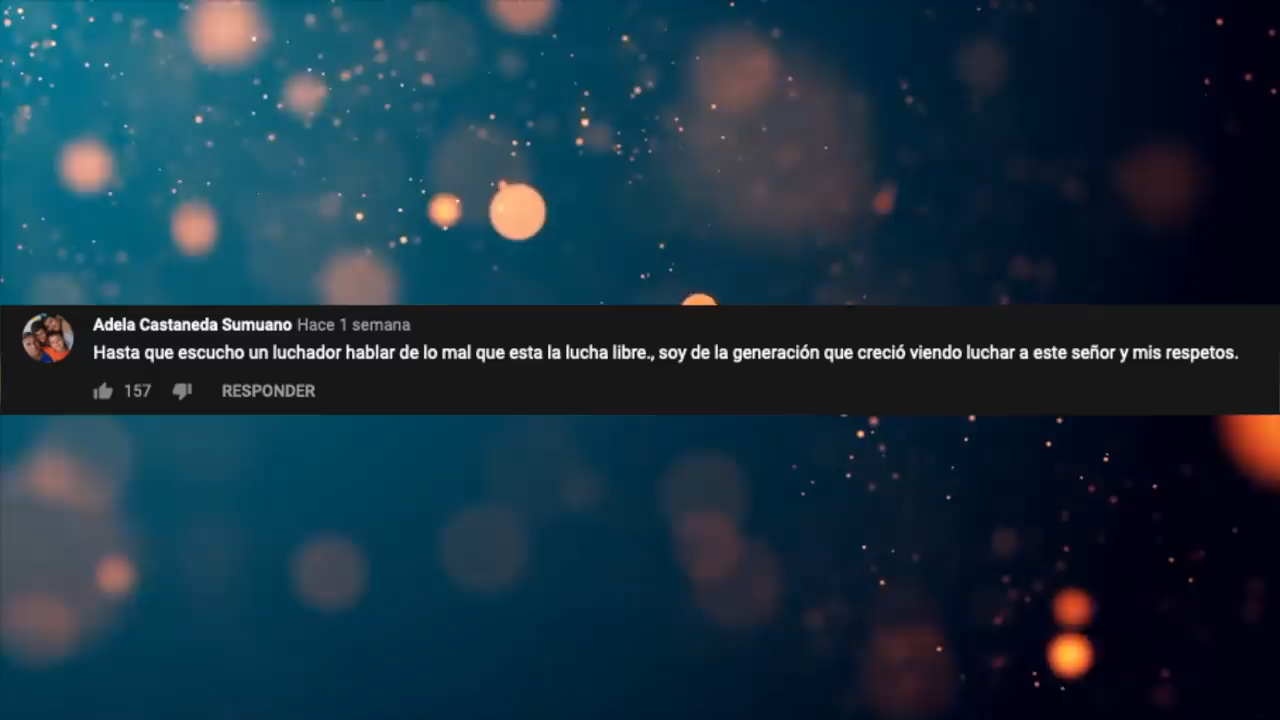 Adela Castaneda Sumuano Hace 1 semana
Hasta que escucho un luchador hablar de lo mal que esta la lucha libre., soy de la generación que creció viendo luchar a este señor y mis respetos.
157 RESPONDER